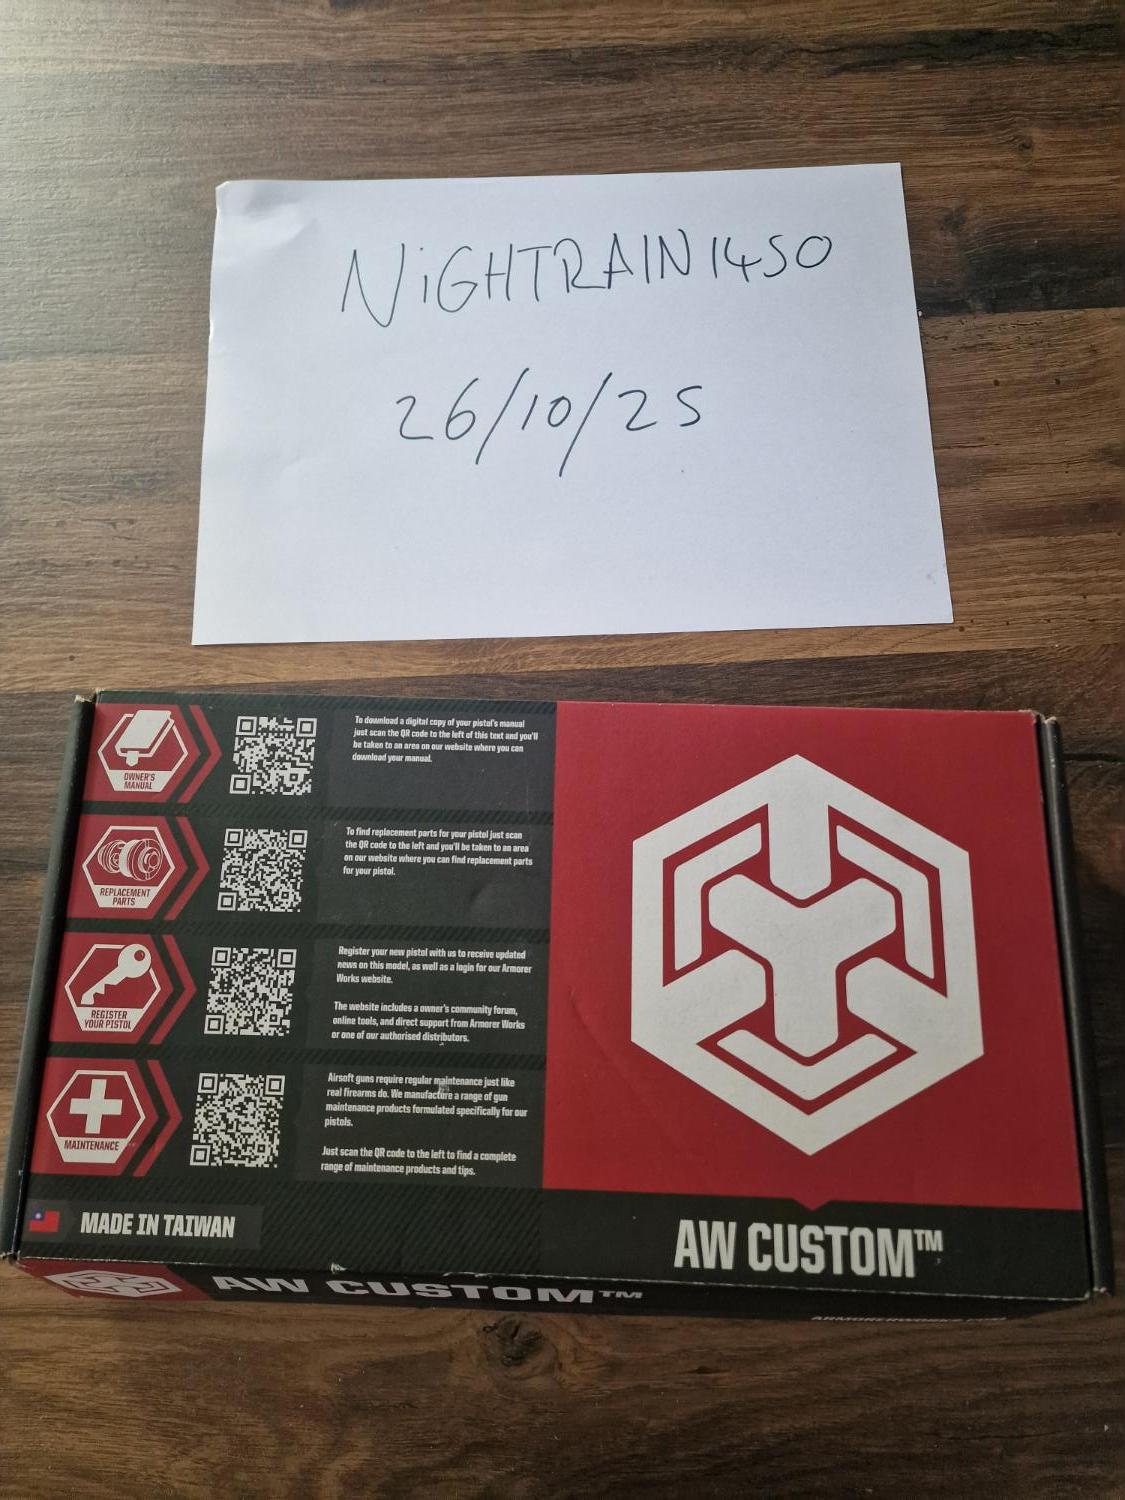 NiGHTRAIN1450
26/10/25
OWNER'S
MANUAL
To download a digital copy of your pistol's manual
just scan the QR code to the left of this text and you'll
be taken to an area on our website where you can
download your manual.
REPLACEMENT
PARTS
To find replacement parts for your pistol just scan
the QR code to the left and you'll be taken to an area
on our website where you can find replacement parts
for your pistol.
REGISTER
YOUR PISTOL
Register your new pistol with us to receive updated
news on this model, as well as a login for our Armorer
Works website.
The website includes a owner's community forum,
online tools, and direct support from Armorer Works
or one of our authorised distributors.
MAINTENANCE
Airsoft guns require regular maintenance just like
real firearms do. We manufacture a range of gun
maintenance products formulated specifically for our
pistols.
Just scan the QR code to the left to find a complete
range of maintenance products and tips.
MADE IN TAIWAN
AW CUSTOM™
AW CUSTOM™